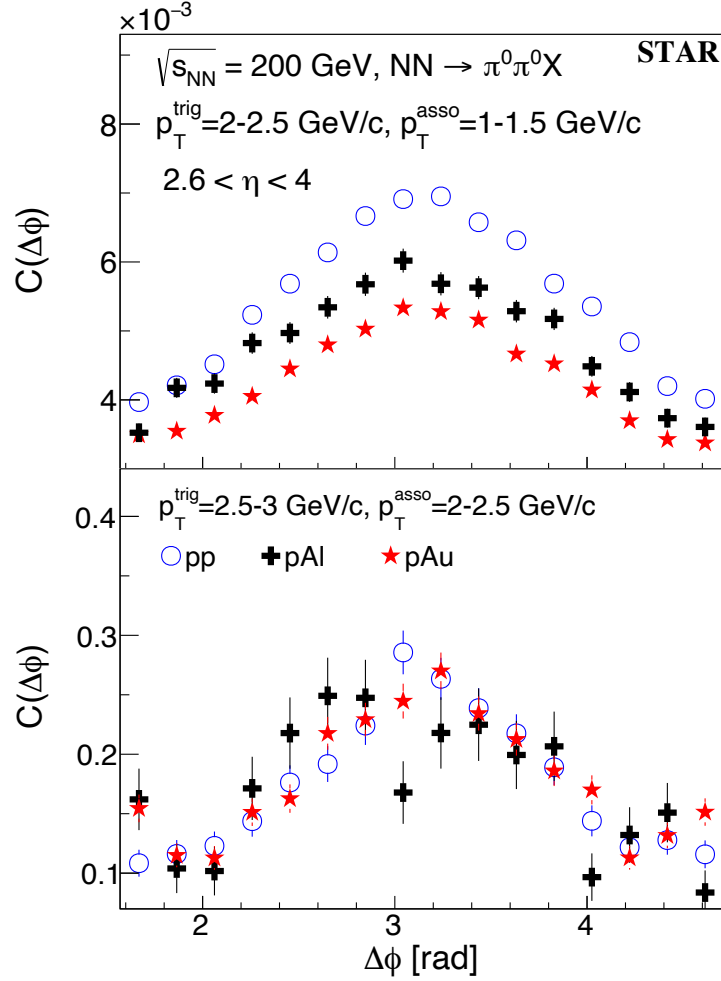 ×10⁻³
STAR
√s_NN = 200 GeV, NN → π⁰π⁰X
p_T^trig=2-2.5 GeV/c, p_T^asso=1-1.5 GeV/c
2.6 < η < 4
C(Δϕ)
8
6
4
p_T^trig=2.5-3 GeV/c, p_T^asso=2-2.5 GeV/c
pp pAl pAu
C(Δϕ)
0.4
0.3
0.2
0.1
2 3 4
Δϕ [rad]